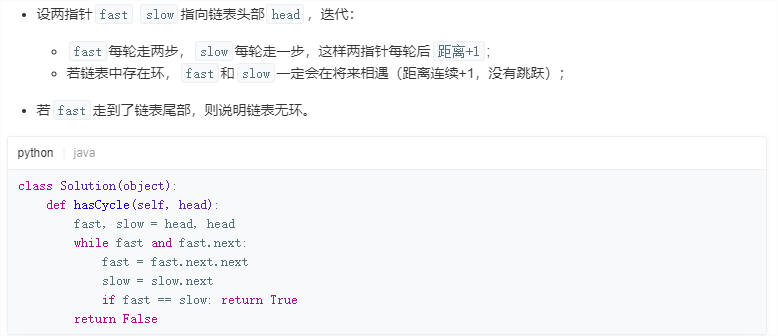 设两指针 fast slow 指向链表头部 head ，迭代：
fast 每轮走两步， slow 每轮走一步，这样两指针每轮后 距离+1；
若链表中存在环， fast 和 slow 一定会在将来相遇（距离连续+1，没有跳跃）；
若 fast 走到了链表尾部，则说明链表无环。
python java
class Solution(object):
    def hasCycle(self, head):
        fast, slow = head, head
        while fast and fast.next:
            fast = fast.next.next
            slow = slow.next
            if fast == slow: return True
        return False